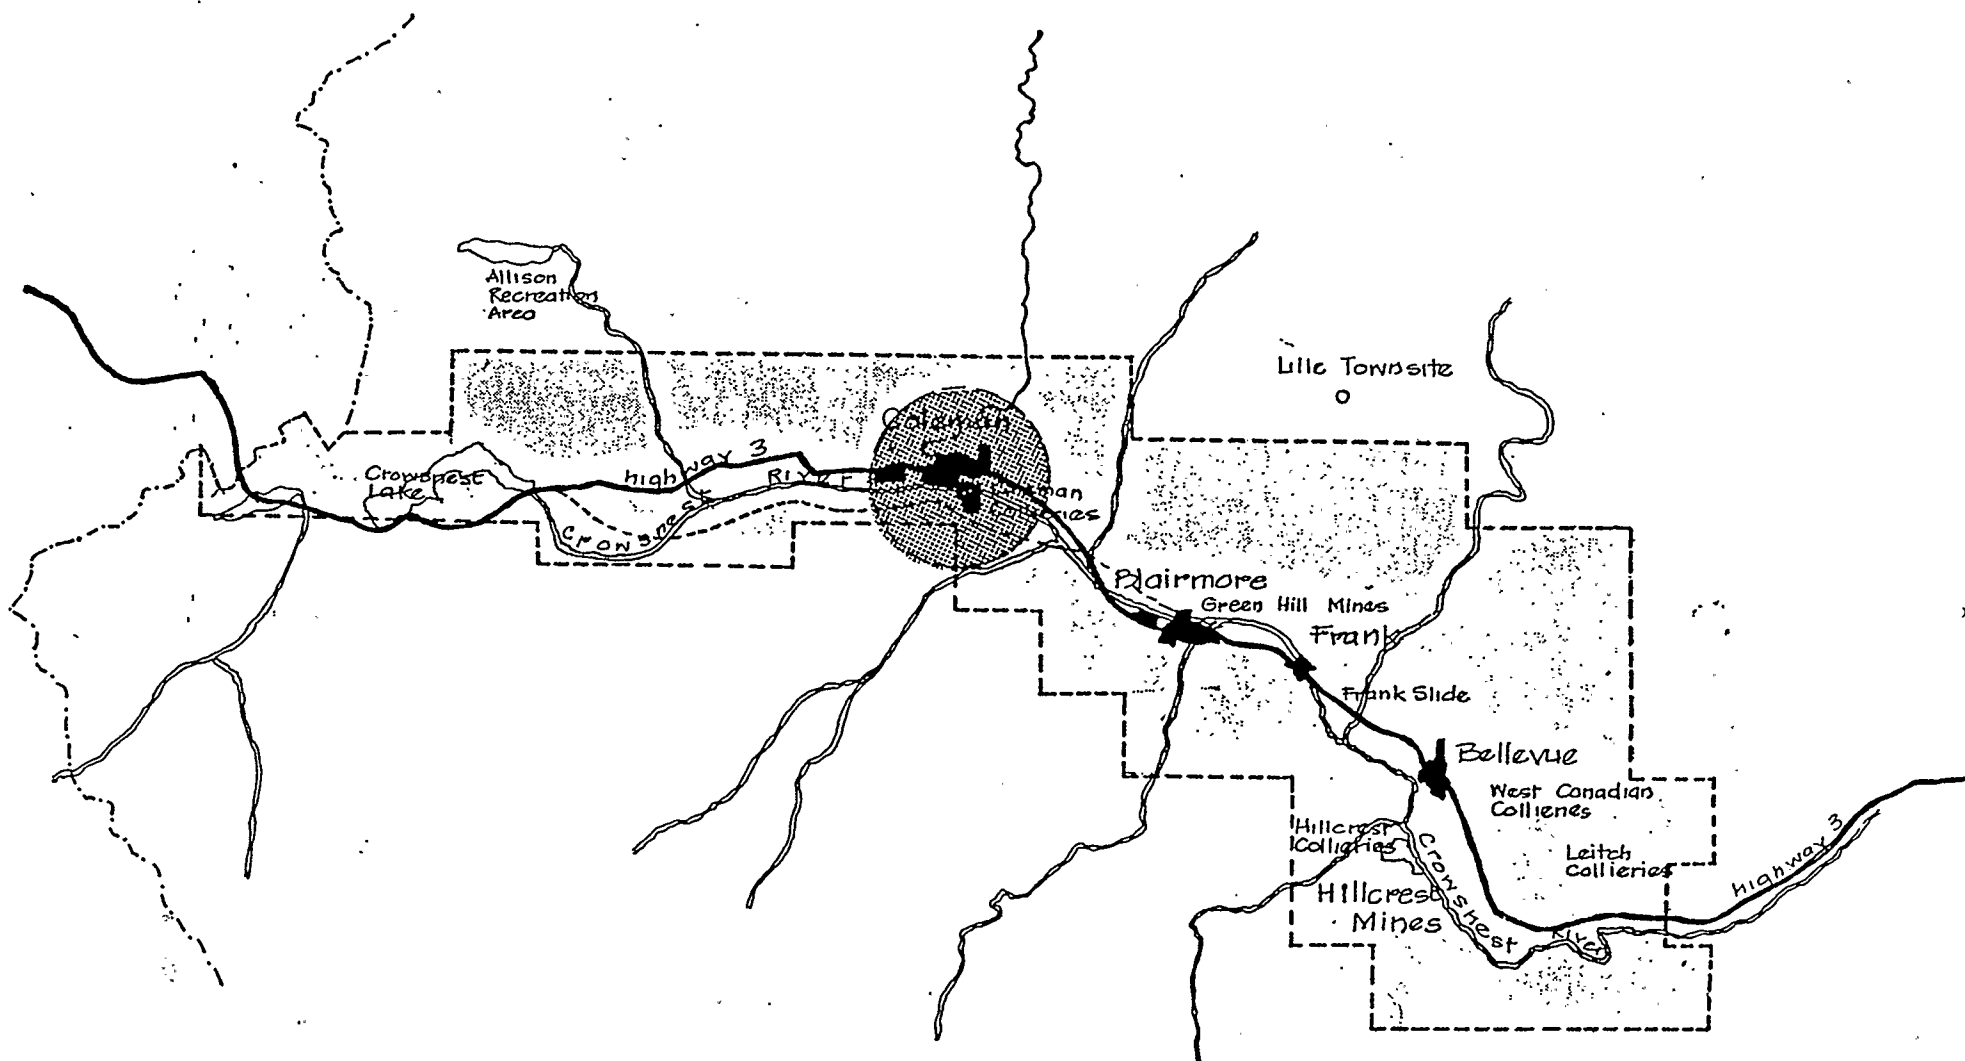 Allison
Recreation
Area
Lille Townsite
Coleman
Crowsnest
Lake
highway 3
River
Crowsnest
Collieries
Blairmore
Green Hill Mines
Frank
Frank Slide
Bellevue
West Canadian
Collieries
Hillcrest
Collieries
Leitch
Collieries
Hillcrest
Mines
Crowsnest River
highway 3